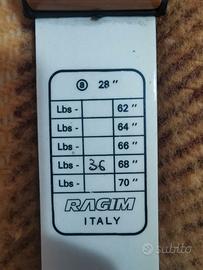 8 28"
Lbs - 62"
Lbs - 64"
Lbs - 66"
Lbs - 36 68"
Lbs - 70"
RAGIM
ITALY
subito